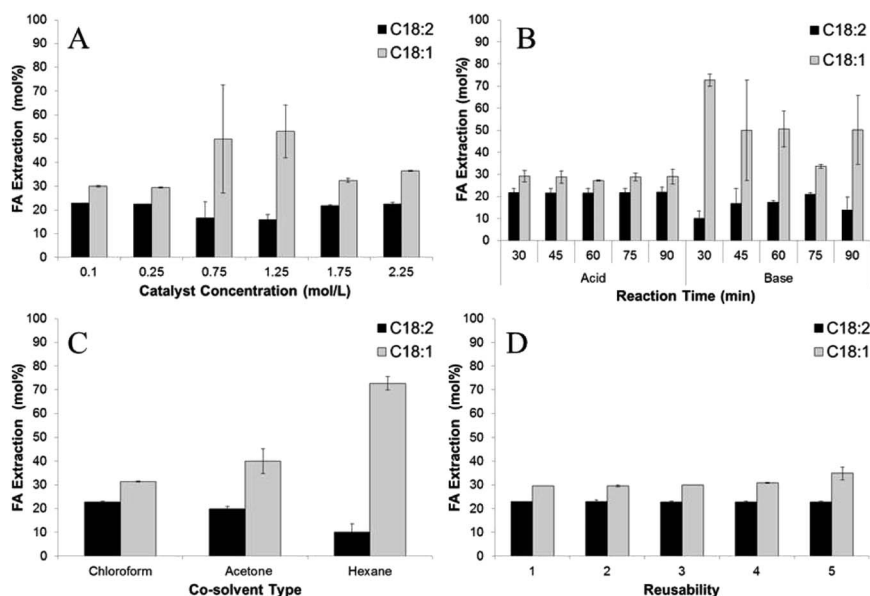 A
C18:2
C18:1
FA Extraction (mol%)
100
90
80
70
60
50
40
30
20
10
0
0.1 0.25 0.75 1.25 1.75 2.25
Catalyst Concentration (mol/L)
B
C18:2
C18:1
FA Extraction (mol%)
100
90
80
70
60
50
40
30
20
10
0
30 45 60 75 90 30 45 60 75 90
Acid Base
Reaction Time (min)
C
C18:2
C18:1
FA Extraction (mol%)
100
90
80
70
60
50
40
30
20
10
0
Chloroform Acetone Hexane
Co-solvent Type
D
C18:2
C18:1
FA Extraction (mol%)
100
90
80
70
60
50
40
30
20
10
0
1 2 3 4 5
Reusability